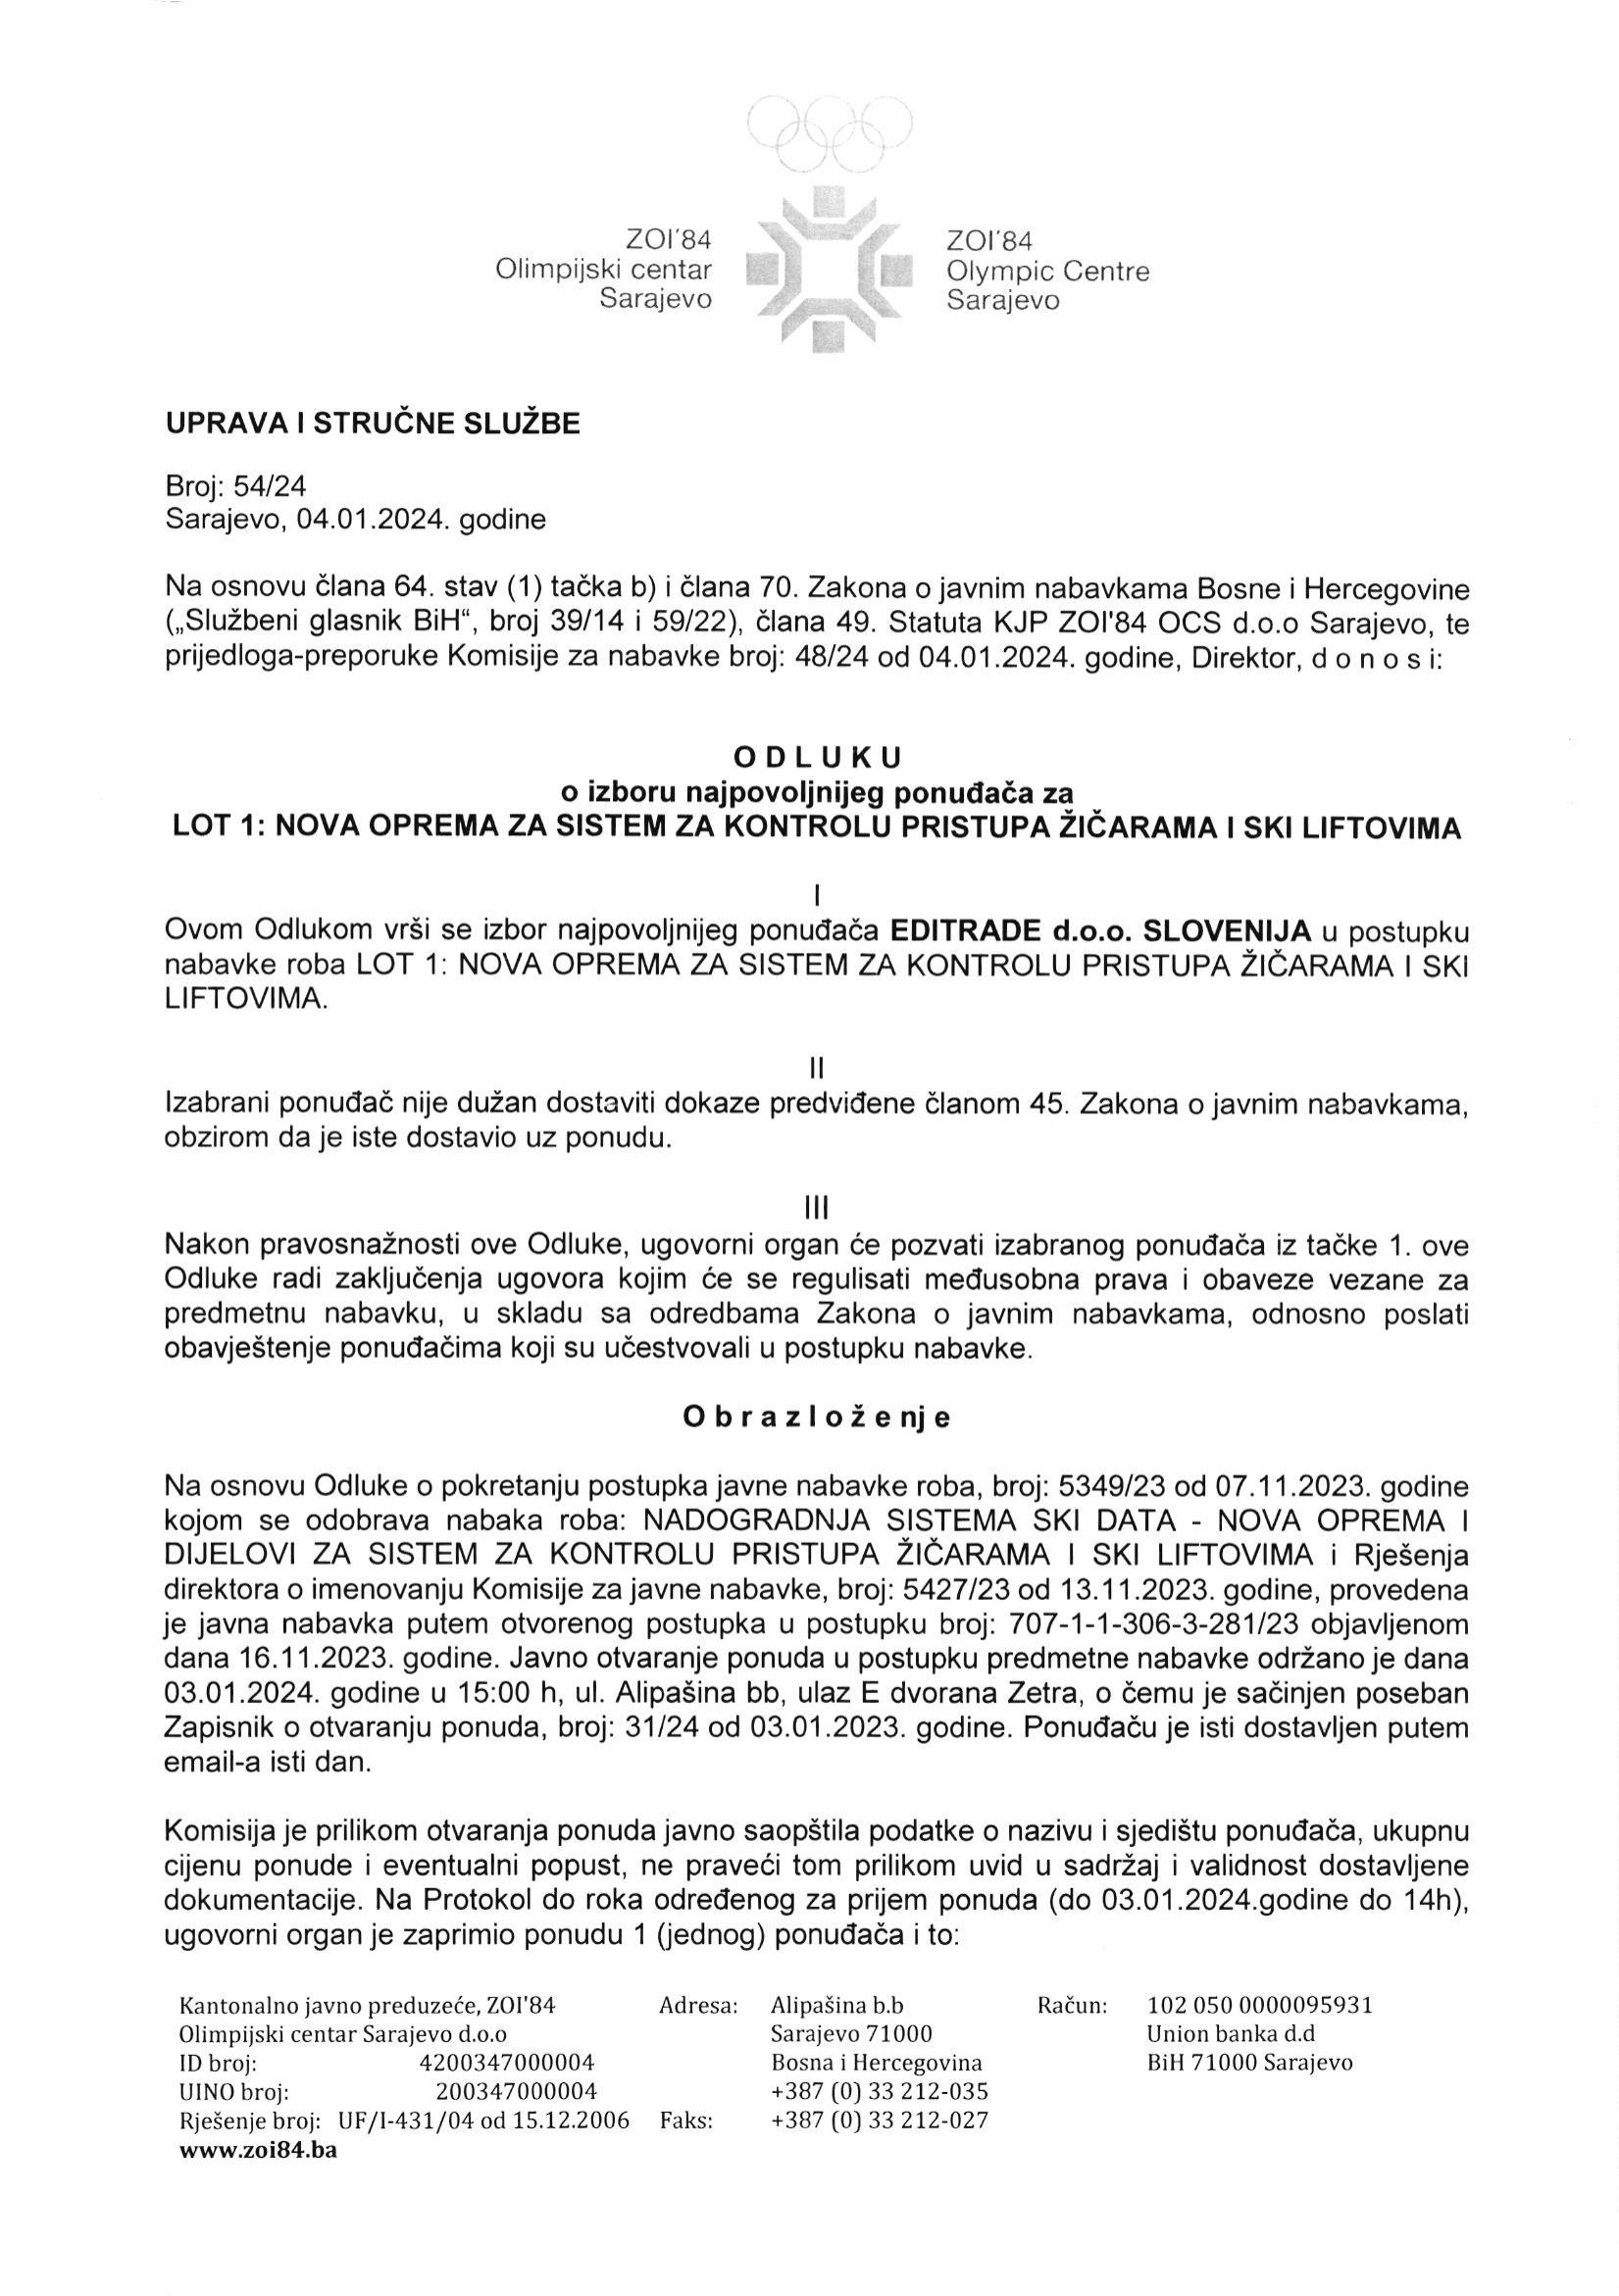 ZOI'84
Olimpijski centar
Sarajevo
ZOI'84
Olympic Centre
Sarajevo
UPRAVA I STRUČNE SLUŽBE
Broj: 54/24
Sarajevo, 04.01.2024. godine
Na osnovu člana 64. stav (1) tačka b) i člana 70. Zakona o javnim nabavkama Bosne i Hercegovine
(„Službeni glasnik BiH“, broj 39/14 i 59/22), člana 49. Statuta KJP ZOI'84 OCS d.o.o Sarajevo, te
prijedloga-preporuke Komisije za nabavke broj: 48/24 od 04.01.2024. godine, Direktor, d o n o s i:
O D L U K U
o izboru najpovoljnijeg ponuđača za
LOT 1: NOVA OPREMA ZA SISTEM ZA KONTROLU PRISTUPA ŽIČARAMA I SKI LIFTOVIMA
I
Ovom Odlukom vrši se izbor najpovoljnijeg ponuđača EDITRADE d.o.o. SLOVENIJA u postupku
nabavke roba LOT 1: NOVA OPREMA ZA SISTEM ZA KONTROLU PRISTUPA ŽIČARAMA I SKI
LIFTOVIMA.
II
Izabrani ponuđač nije dužan dostaviti dokaze predviđene članom 45. Zakona o javnim nabavkama,
obzirom da je iste dostavio uz ponudu.
III
Nakon pravosnažnosti ove Odluke, ugovorni organ će pozvati izabranog ponuđača iz tačke 1. ove
Odluke radi zaključenja ugovora kojim će se regulisati međusobna prava i obaveze vezane za
predmetnu nabavku, u skladu sa odredbama Zakona o javnim nabavkama, odnosno poslati
obavještenje ponuđačima koji su učestvovali u postupku nabavke.
O b r a z l o ž e nj e
Na osnovu Odluke o pokretanju postupka javne nabavke roba, broj: 5349/23 od 07.11.2023. godine
kojom se odobrava nabaka roba: NADOGRADNJA SISTEMA SKI DATA - NOVA OPREMA I
DIJELOVI ZA SISTEM ZA KONTROLU PRISTUPA ŽIČARAMA I SKI LIFTOVIMA i Rješenja
direktora o imenovanju Komisije za javne nabavke, broj: 5427/23 od 13.11.2023. godine, provedena
je javna nabavka putem otvorenog postupka u postupku broj: 707-1-1-306-3-281/23 objavljenom
dana 16.11.2023. godine. Javno otvaranje ponuda u postupku predmetne nabavke održano je dana
03.01.2024. godine u 15:00 h, ul. Alipašina bb, ulaz E dvorana Zetra, o čemu je sačinjen poseban
Zapisnik o otvaranju ponuda, broj: 31/24 od 03.01.2023. godine. Ponuđaču je isti dostavljen putem
email-a isti dan.
Komisija je prilikom otvaranja ponuda javno saopštila podatke o nazivu i sjedištu ponuđača, ukupnu
cijenu ponude i eventualni popust, ne praveći tom prilikom uvid u sadržaj i validnost dostavljene
dokumentacije. Na Protokol do roka određenog za prijem ponuda (do 03.01.2024.godine do 14h),
ugovorni organ je zaprimio ponudu 1 (jednog) ponuđača i to:
Kantonalno javno preduzeće, ZOI'84 Adresa: Alipašina b.b Račun: 102 050 0000095931
Olimpijski centar Sarajevo d.o.o Sarajevo 71000 Union banka d.d
ID broj: 4200347000004 Bosna i Hercegovina BiH 71000 Sarajevo
UINO broj: 200347000004 +387 (0) 33 212-035
Rješenje broj: UF/I-431/04 od 15.12.2006 Faks: +387 (0) 33 212-027
www.zoi84.ba